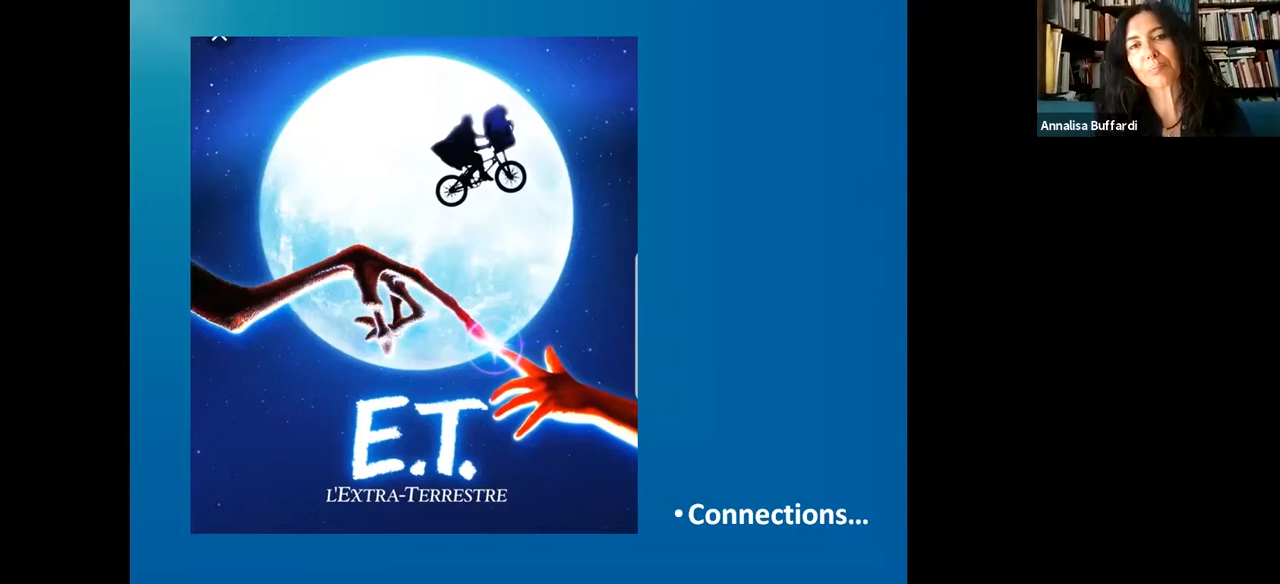 E.T.
L'EXTRA-TERRESTRE
• Connections...
Annalisa Buffardi